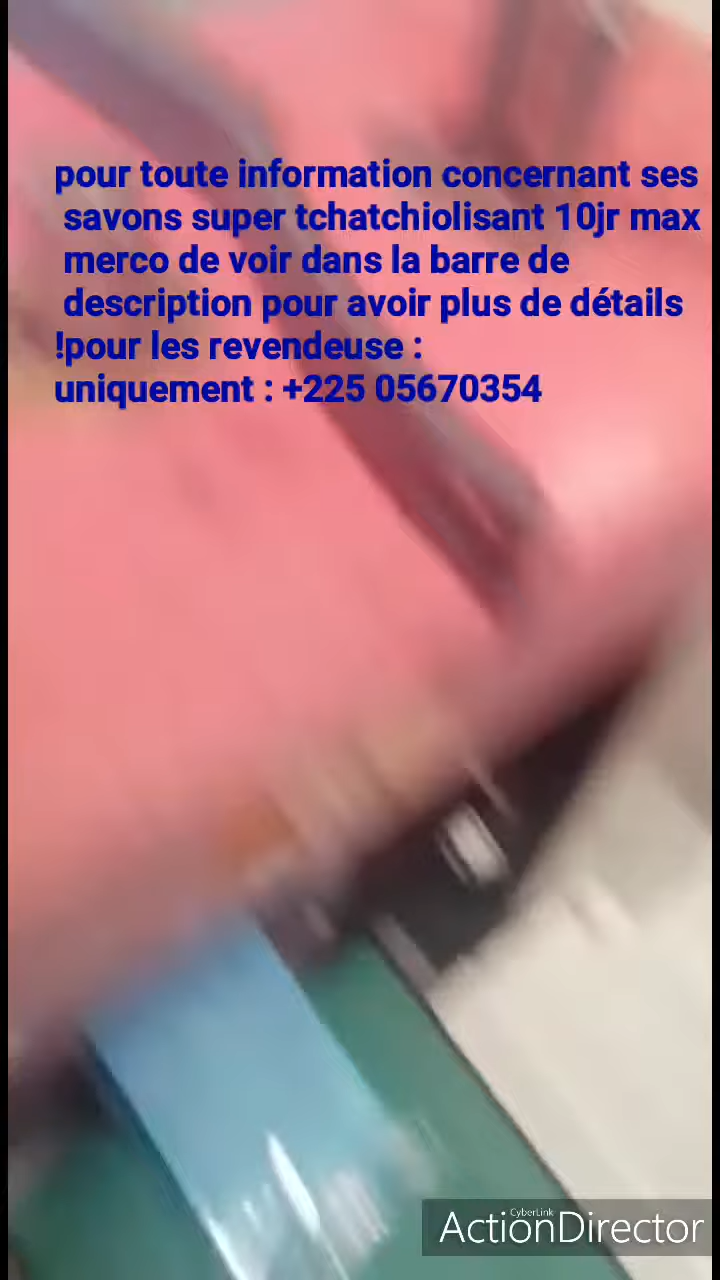 pour toute information concernant ses
savons super tchatchiolisant 10jr max
merco de voir dans la barre de
description pour avoir plus de détails
!pour les revendeuse :
uniquement : +225 05670354
CyberLink
ActionDirector